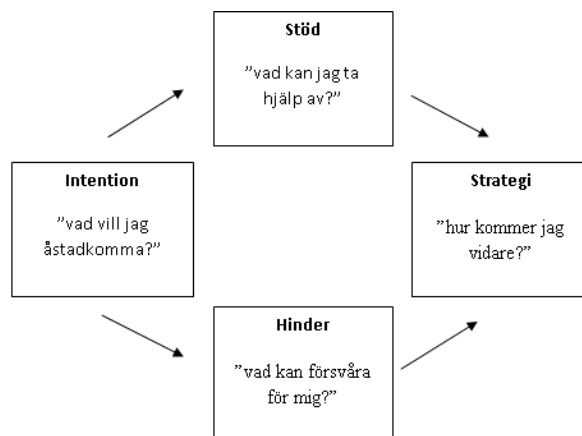 Stöd
”vad kan jag ta
hjälp av?”
Intention
”vad vill jag
åstadkomma?”
Strategi
”hur kommer jag
vidare?”
Hinder
”vad kan försvåra
för mig?”